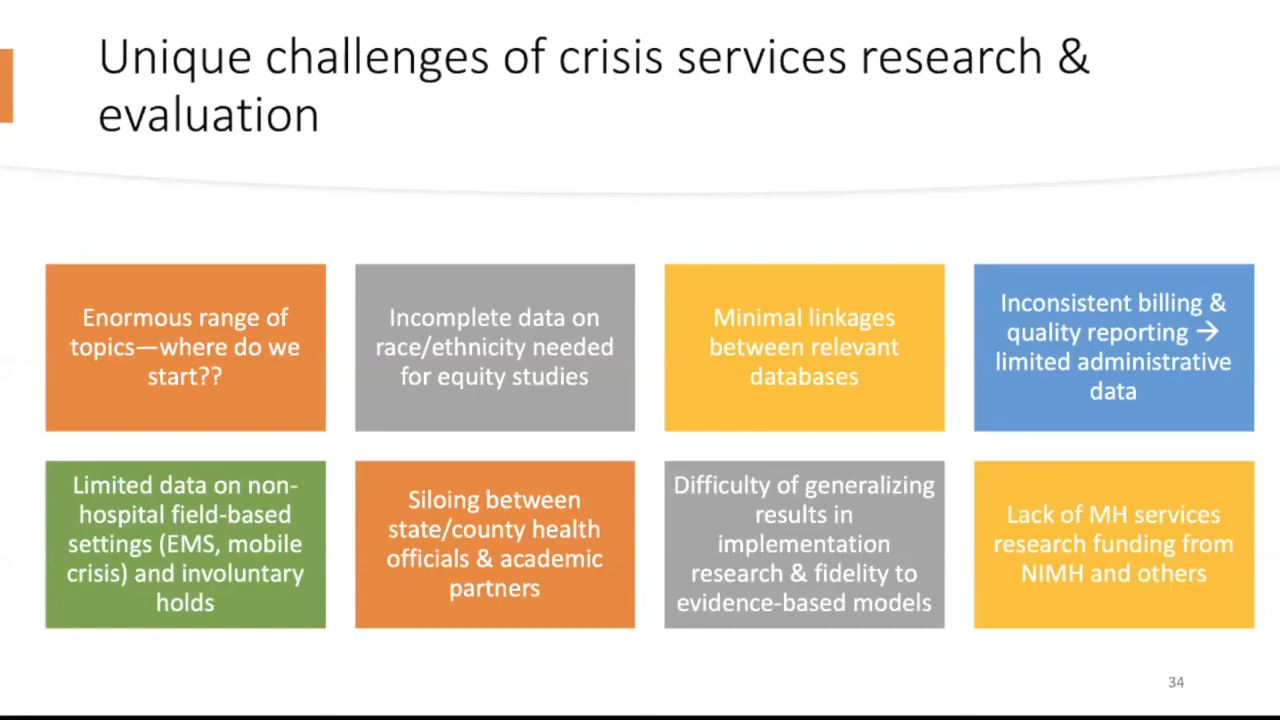 Unique challenges of crisis services research &
evaluation
Enormous range of
topics—where do we
start??
Incomplete data on
race/ethnicity needed
for equity studies
Minimal linkages
between relevant
databases
Inconsistent billing &
quality reporting →
limited administrative
data
Limited data on non-
hospital field-based
settings (EMS, mobile
crisis) and involuntary
holds
Siloing between
state/county health
officials & academic
partners
Difficulty of generalizing
results in
implementation
research & fidelity to
evidence-based models
Lack of MH services
research funding from
NIMH and others
34